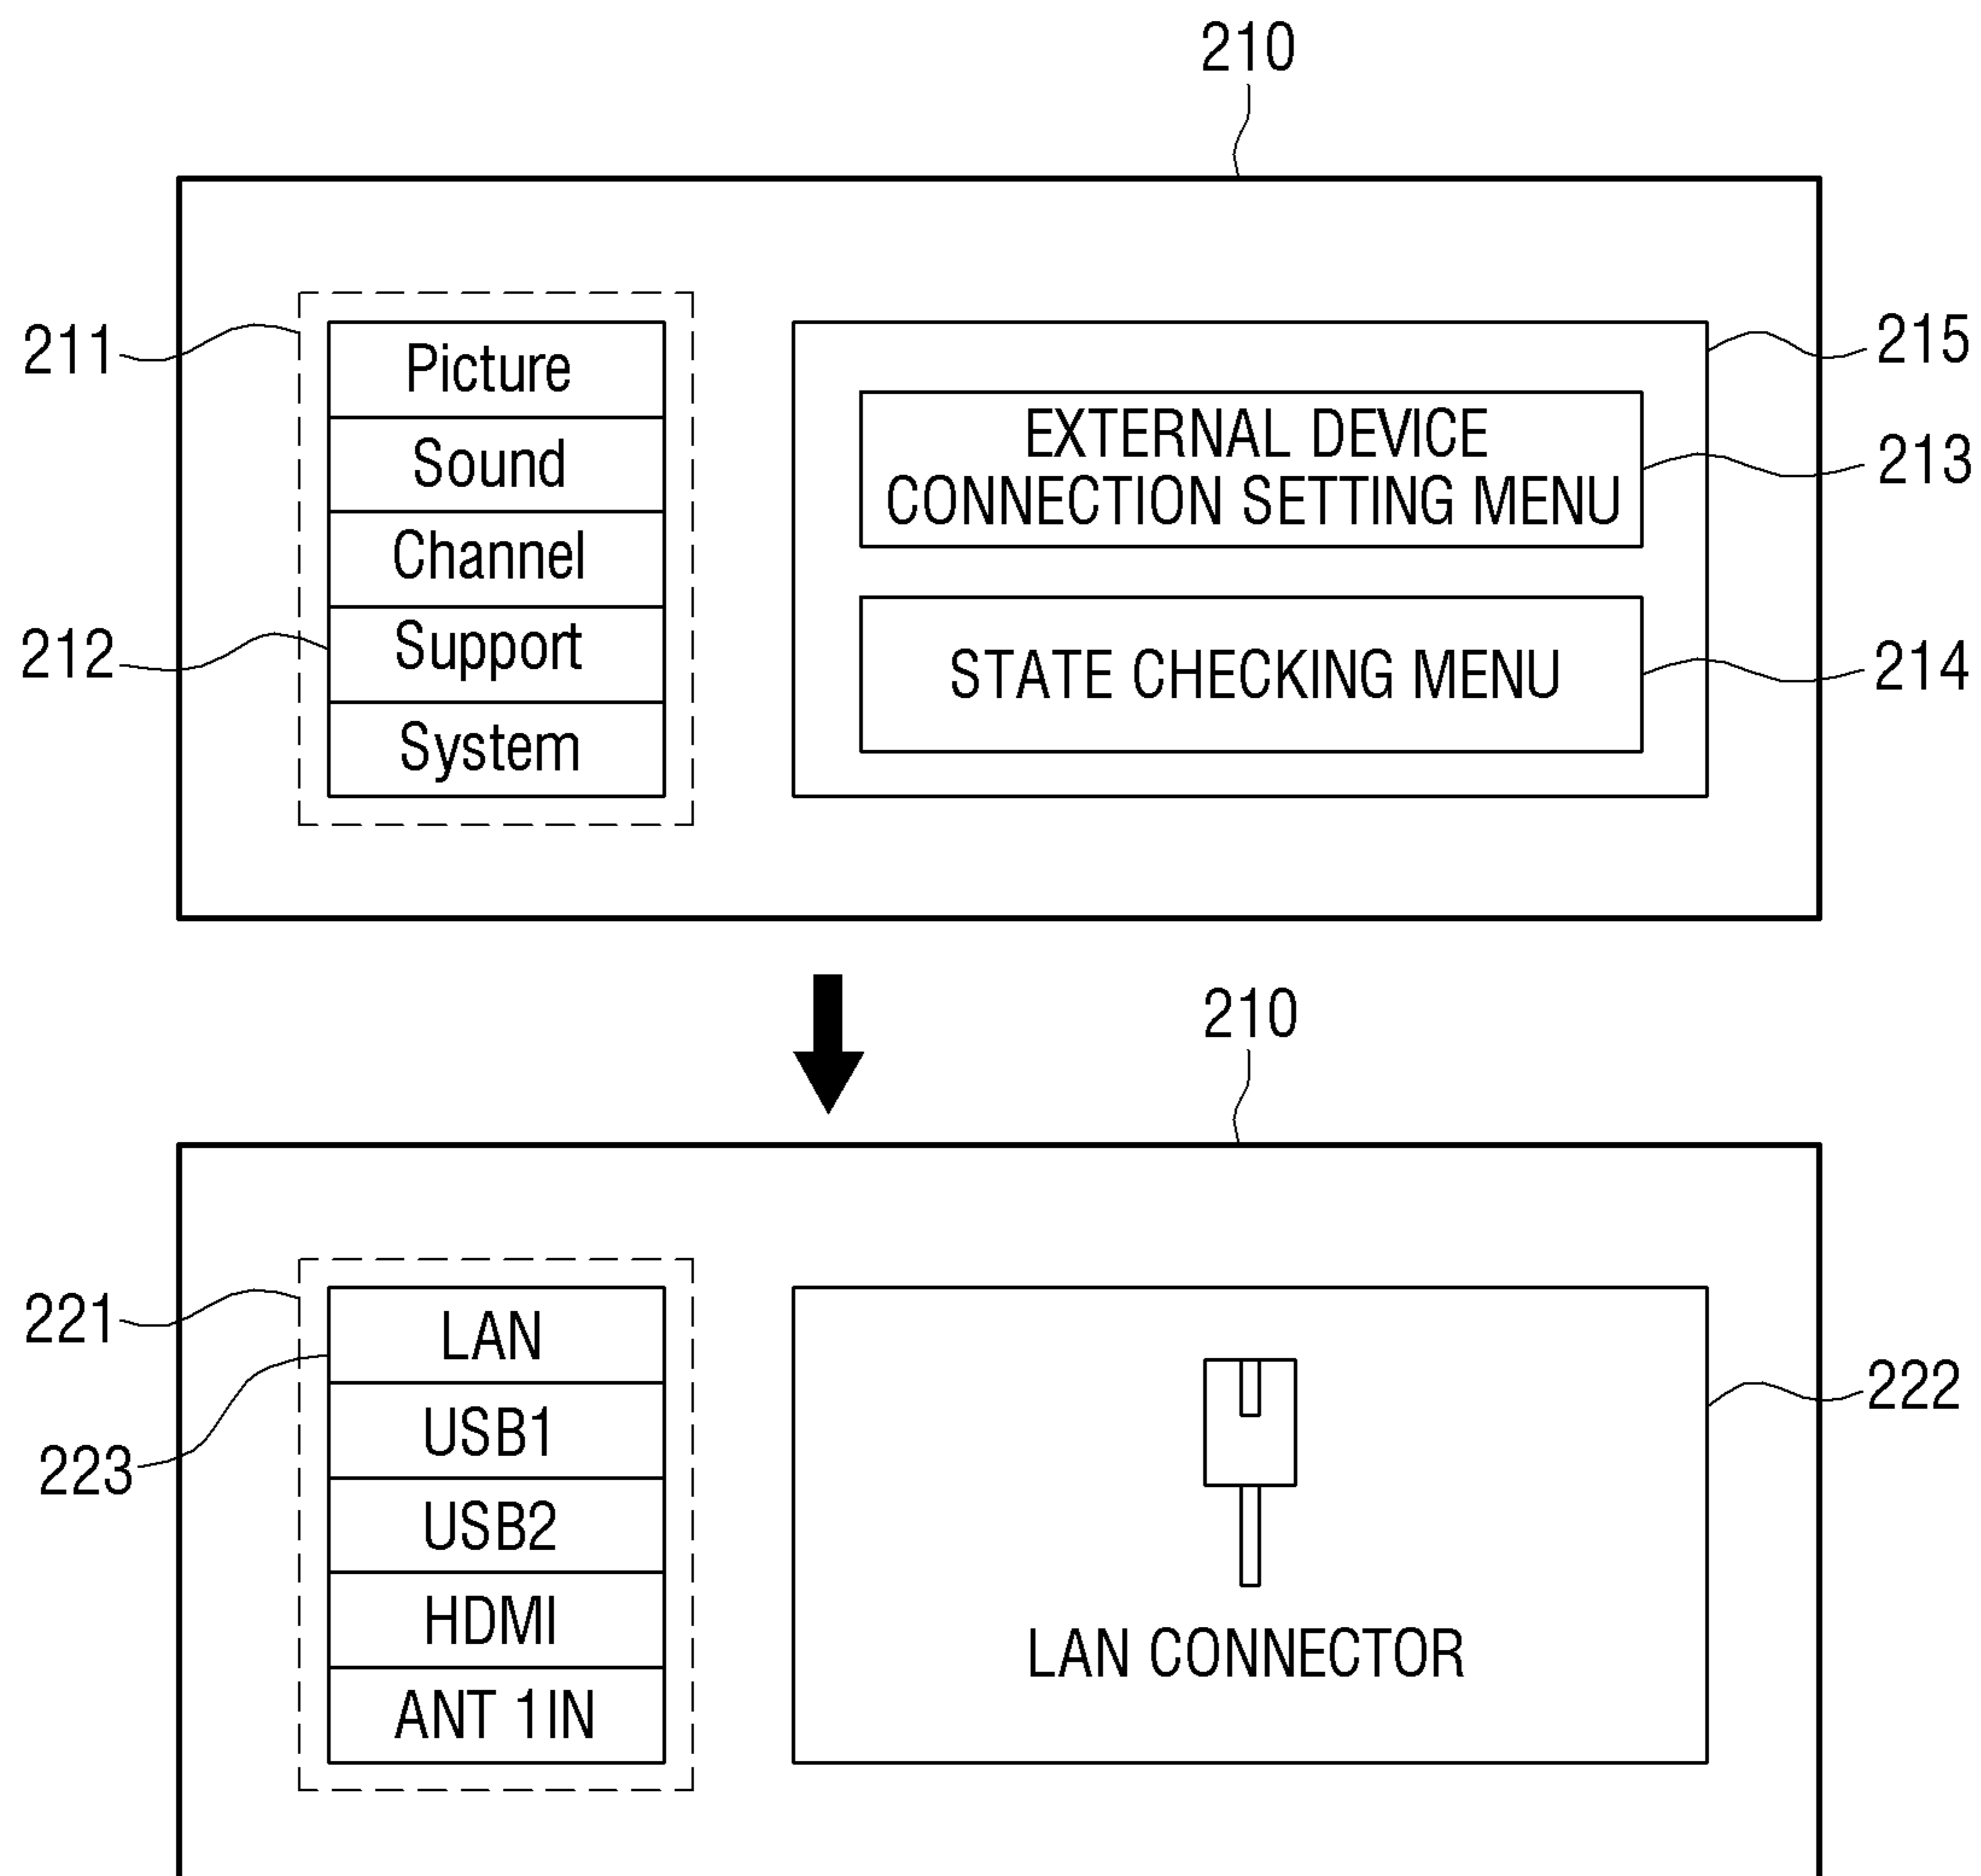 210
211
Picture
Sound
Channel
212
Support
System
215
EXTERNAL DEVICE
CONNECTION SETTING MENU
213
STATE CHECKING MENU
214
210
221
LAN
223
USB1
USB2
HDMI
ANT 1IN
222
LAN CONNECTOR